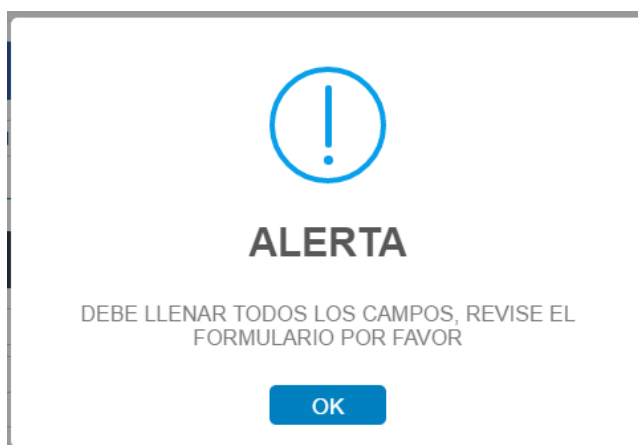 ALERTA
DEBE LLENAR TODOS LOS CAMPOS, REVISE EL
FORMULARIO POR FAVOR
OK